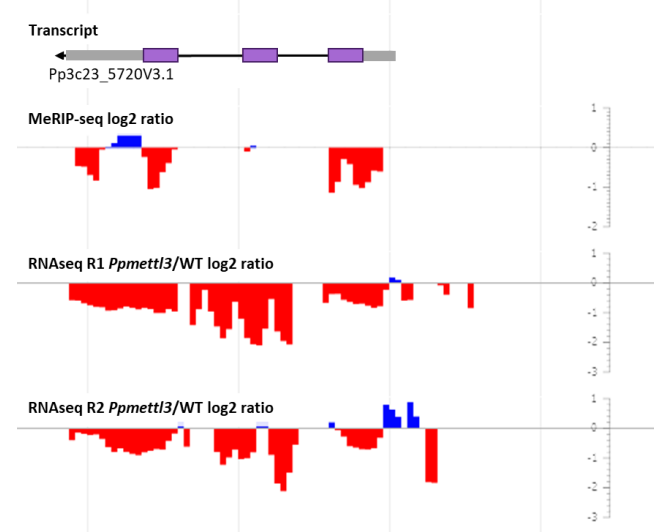 Transcript
Pp3c23_5720V3.1
MeRIP-seq log2 ratio
1
0
-1
-2
RNAseq R1 Ppmettl3/WT log2 ratio
1
0
-1
-2
-3
RNAseq R2 Ppmettl3/WT log2 ratio
1
0
-1
-2
-3